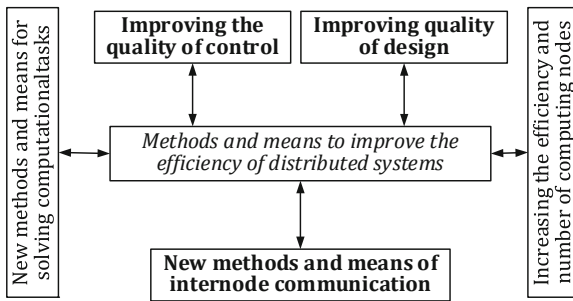 New methods and means for
solving computationaltasks
Improving the
quality of control
Improving quality
of design
Methods and means to improve the
efficiency of distributed systems
New methods and means of
internode communication
Increasing the efficiency and
number of computing nodes